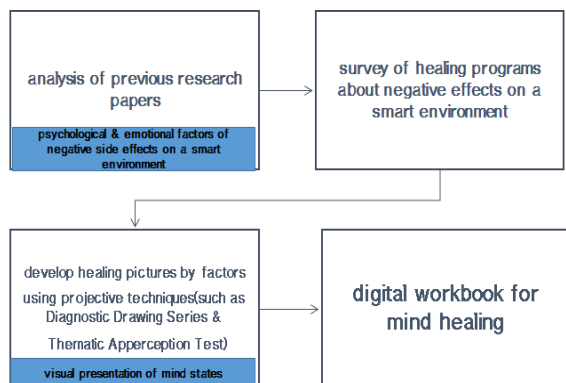 analysis of previous research
papers
psychological & emotional factors of
negative side effects on a smart
environment
survey of healing programs
about negative effects on a
smart environment
develop healing pictures by factors
using projective techniques(such as
Diagnostic Drawing Series &
Thematic Apperception Test)
visual presentation of mind states
digital workbook for
mind healing